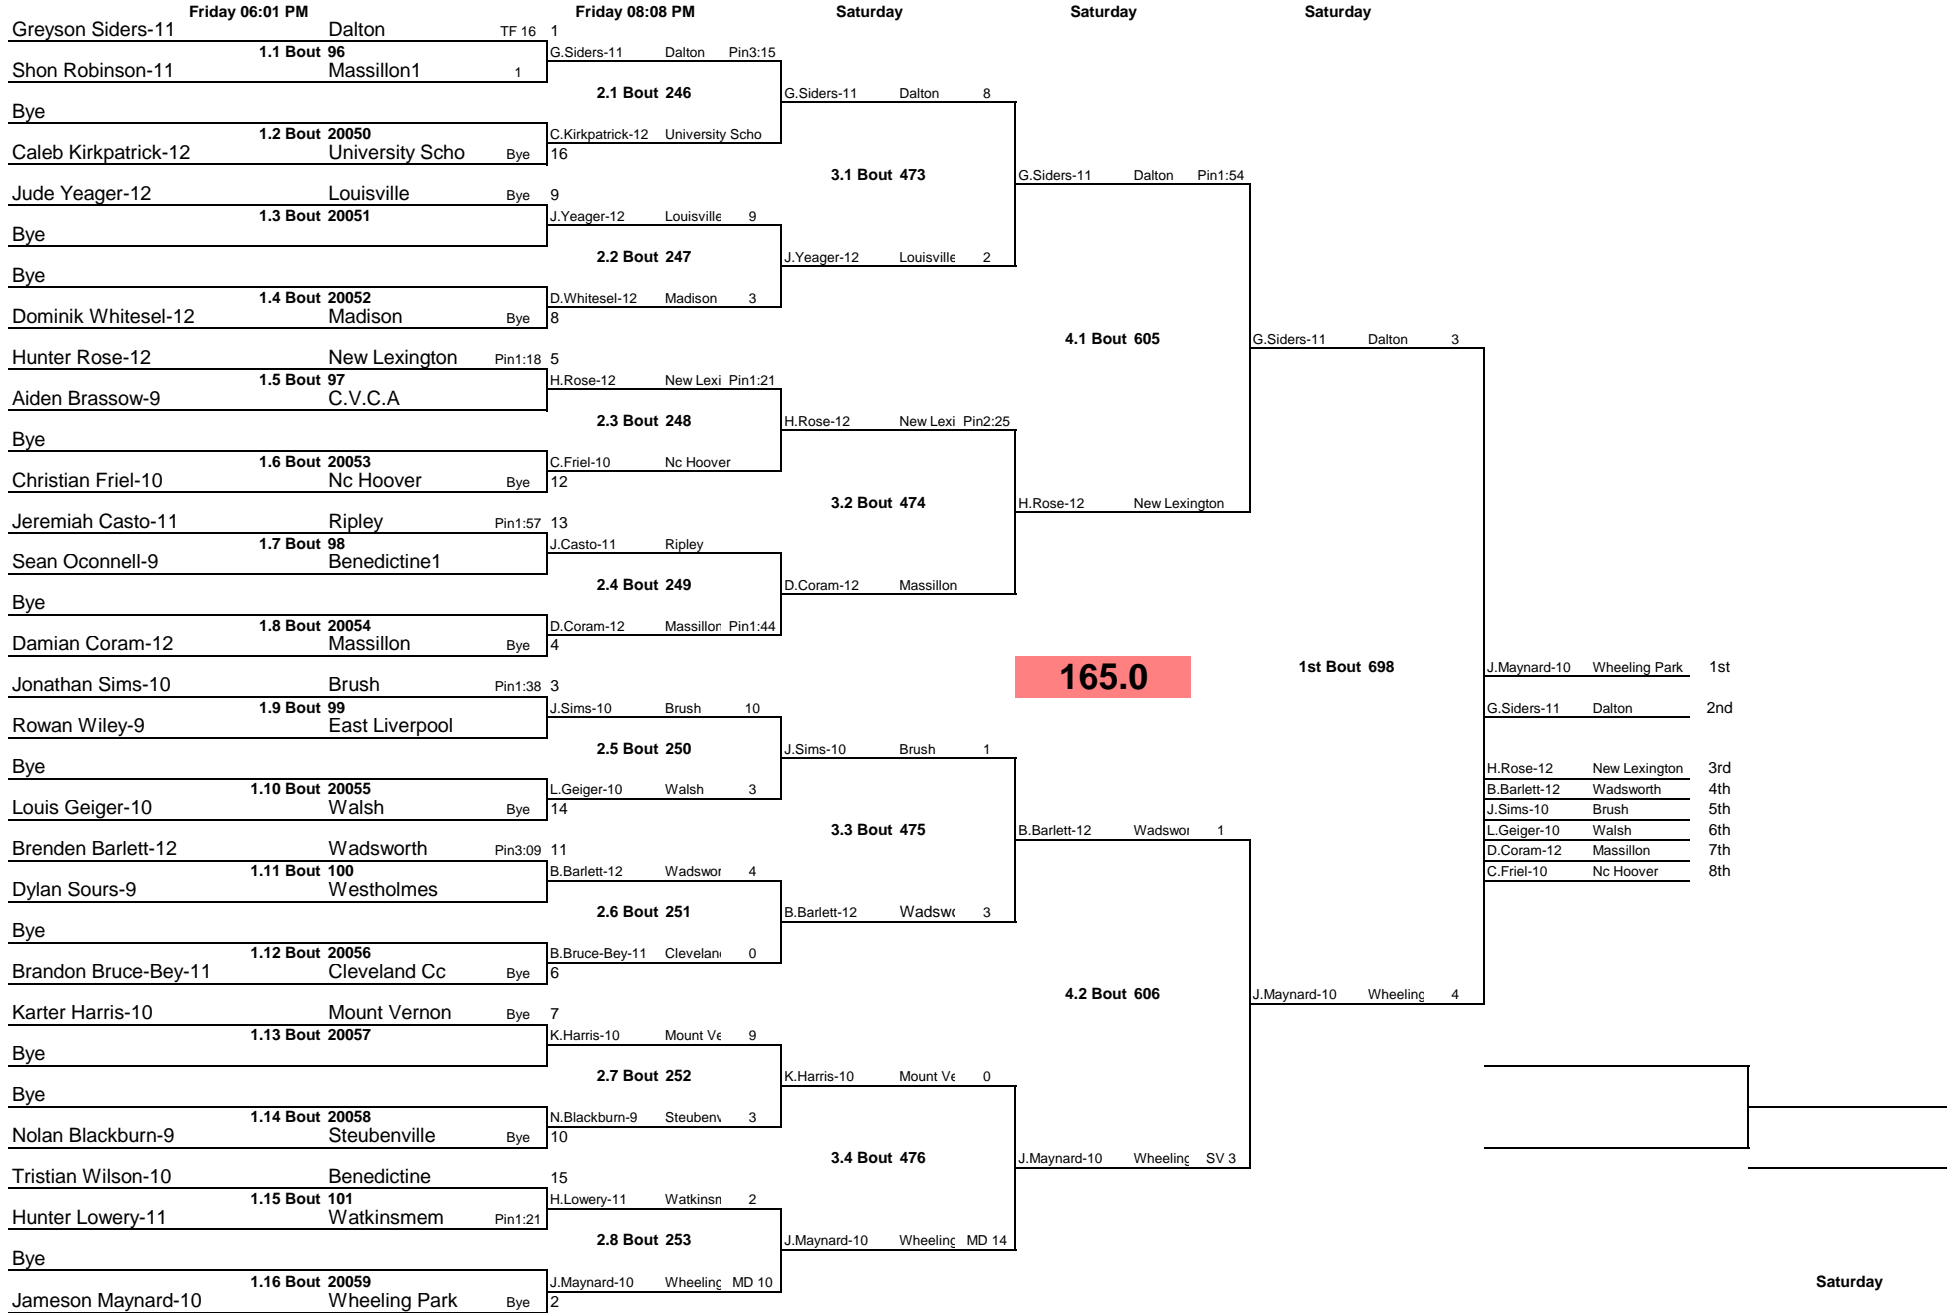 Friday 06:01 PM Friday 08:08 PM Saturday Saturday Saturday
Greyson Siders-11 Dalton TF 16 1
1.1 Bout 96 G.Siders-11 Dalton Pin3:15
Shon Robinson-11 Massillon1 1
2.1 Bout 246 G.Siders-11 Dalton 8
Bye
1.2 Bout 20050 C.Kirkpatrick-12 University Scho
Caleb Kirkpatrick-12 University Scho Bye 16
3.1 Bout 473 G.Siders-11 Dalton Pin1:54
Jude Yeager-12 Louisville Bye 9
1.3 Bout 20051 J.Yeager-12 Louisville 9
Bye
2.2 Bout 247 J.Yeager-12 Louisville 2
Bye
1.4 Bout 20052 D.Whitesel-12 Madison 3
Dominik Whitesel-12 Madison Bye 8
4.1 Bout 605 G.Siders-11 Dalton 3
Hunter Rose-12 New Lexington Pin1:18 5
1.5 Bout 97 H.Rose-12 New Lexi Pin1:21
Aiden Brassow-9 C.V.C.A
2.3 Bout 248 H.Rose-12 New Lexi Pin2:25
Bye
1.6 Bout 20053 C.Friel-10 Nc Hoover
Christian Friel-10 Nc Hoover Bye 12
3.2 Bout 474 H.Rose-12 New Lexington
Jeremiah Casto-11 Ripley Pin1:57 13
1.7 Bout 98 J.Casto-11 Ripley
Sean Oconnell-9 Benedictine1
2.4 Bout 249 D.Coram-12 Massillon
Bye
1.8 Bout 20054 D.Coram-12 Massillon Pin1:44
Damian Coram-12 Massillon Bye 4
165.0 1st Bout 698 J.Maynard-10 Wheeling Park 1st
Jonathan Sims-10 Brush Pin1:38 3
1.9 Bout 99 J.Sims-10 Brush 10 G.Siders-11 Dalton 2nd
Rowan Wiley-9 East Liverpool
2.5 Bout 250 J.Sims-10 Brush 1
Bye H.Rose-12 New Lexington 3rd
1.10 Bout 20055 L.Geiger-10 Walsh 3 B.Barlett-12 Wadsworth 4th
Louis Geiger-10 Walsh Bye 14 J.Sims-10 Brush 5th
3.3 Bout 475 B.Barlett-12 Wadswor 1 L.Geiger-10 Walsh 6th
Brenden Barlett-12 Wadsworth Pin3:09 11 D.Coram-12 Massillon 7th
1.11 Bout 100 B.Barlett-12 Wadswor 4 C.Friel-10 Nc Hoover 8th
Dylan Sours-9 Westholmes
2.6 Bout 251 B.Barlett-12 Wadswo 3
Bye
1.12 Bout 20056 B.Bruce-Bey-11 Clevelan 0
Brandon Bruce-Bey-11 Cleveland Cc Bye 6
4.2 Bout 606 J.Maynard-10 Wheeling 4
Karter Harris-10 Mount Vernon Bye 7
1.13 Bout 20057 K.Harris-10 Mount Ve 9
Bye
2.7 Bout 252 K.Harris-10 Mount Ve 0
Bye
1.14 Bout 20058 N.Blackburn-9 Steubenv 3
Nolan Blackburn-9 Steubenville Bye 10
3.4 Bout 476 J.Maynard-10 Wheeling SV 3
Tristian Wilson-10 Benedictine 15
1.15 Bout 101 H.Lowery-11 Watkinsm 2
Hunter Lowery-11 Watkinsmem Pin1:21
2.8 Bout 253 J.Maynard-10 Wheeling MD 14
Bye
1.16 Bout 20059 J.Maynard-10 Wheeling MD 10 Saturday
Jameson Maynard-10 Wheeling Park Bye 2